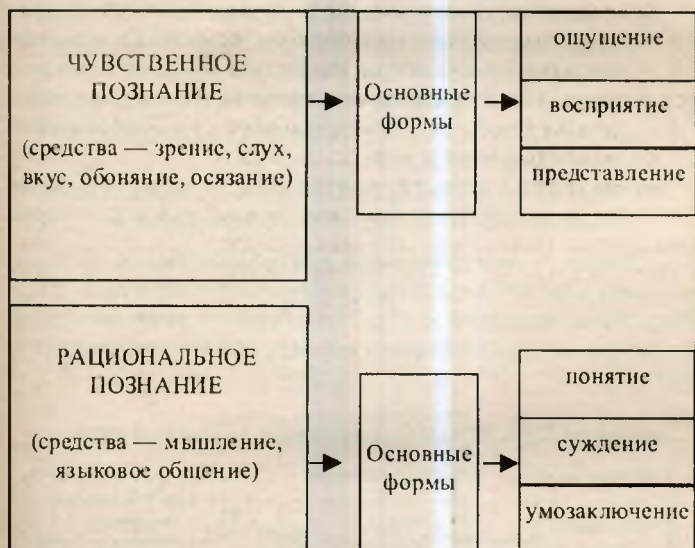 ЧУВСТВЕННОЕ
ПОЗНАНИЕ
(средства — зрение, слух,
вкус, обоняние, осязание)
Основные
формы
ощущение
восприятие
представление
РАЦИОНАЛЬНОЕ
ПОЗНАНИЕ
(средства — мышление,
языковое общение)
Основные
формы
понятие
суждение
умозаключение